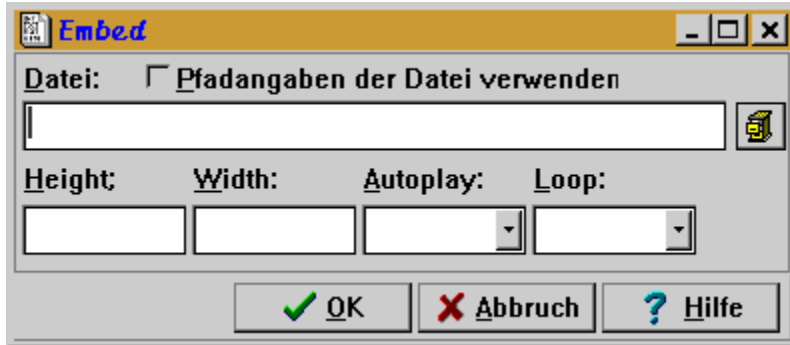 Embed
Datei: Pfadangaben der Datei verwenden
Height: Width: Autoplay: Loop:
OK Abbruch ? Hilfe